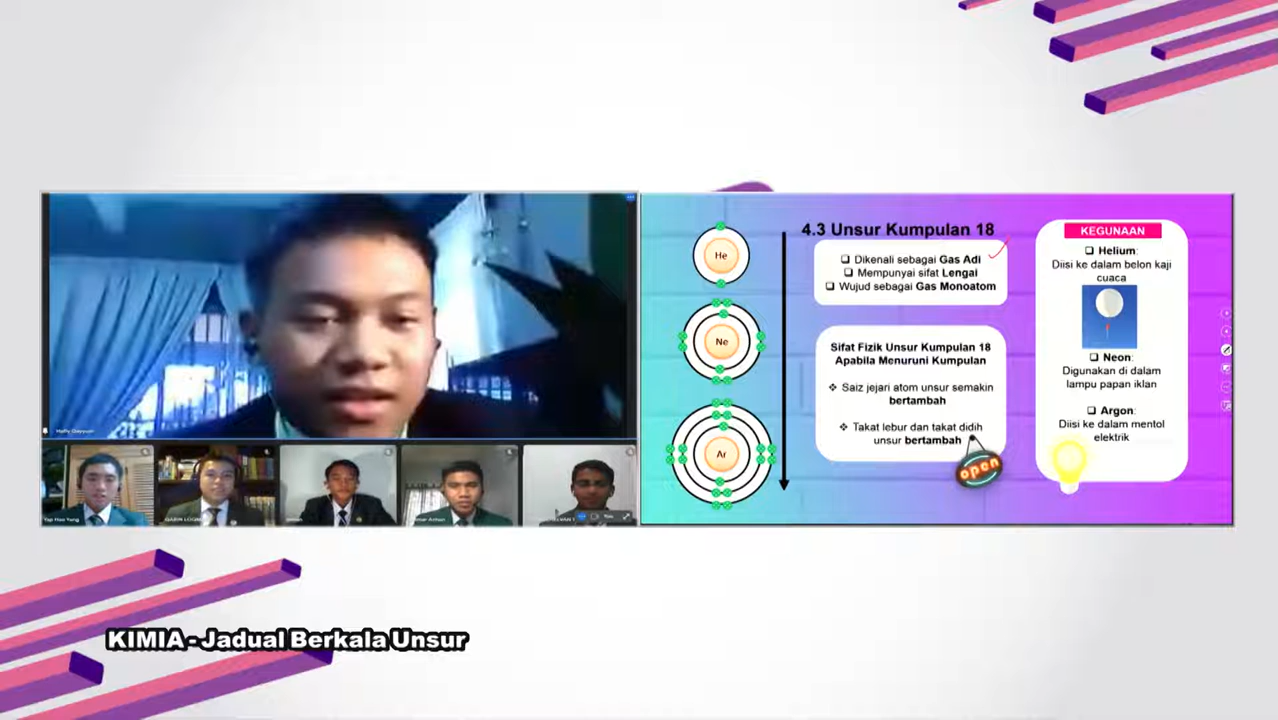 4.3 Unsur Kumpulan 18
❑ Dikenali sebagai Gas Adi
❑ Mempunyai sifat Lengai
❑ Wujud sebagai Gas Monoatom
He
Ne
Ar
Sifat Fizik Unsur Kumpulan 18
Apabila Menuruni Kumpulan
❖ Saiz jejari atom unsur semakin
bertambah
❖ Takat lebur dan takat didih
unsur bertambah
open
KEGUNAAN
❑ Helium:
Diisi ke dalam belon kaji
cuaca
❑ Neon:
Digunakan di dalam
lampu papan iklan
❑ Argon:
Diisi ke dalam mentol
elektrik
KIMIA - Jadual Berkala Unsur